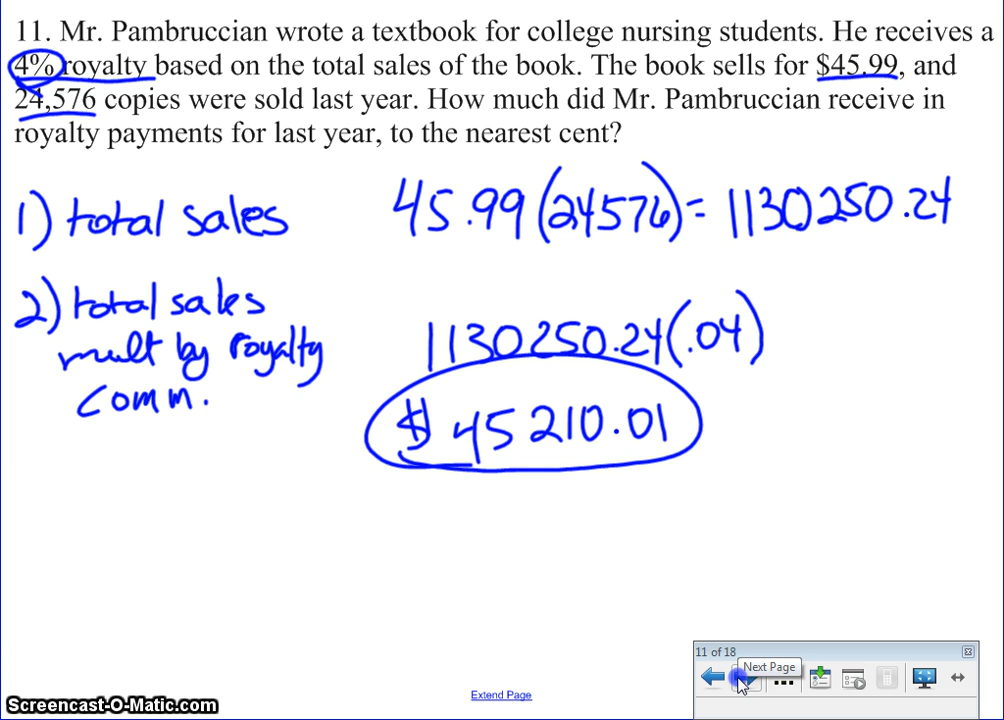 11. Mr. Pambruccian wrote a textbook for college nursing students. He receives a
4% royalty based on the total sales of the book. The book sells for $45.99, and
24,576 copies were sold last year. How much did Mr. Pambruccian receive in
royalty payments for last year, to the nearest cent?
1) total sales 45.99(24576)= 1130250.24
2) total sales
mult by royalty 1130250.24(.04)
comm.
$ 45210.01
11 of 18
Next Page
Extend Page
Screencast-O-Matic.com